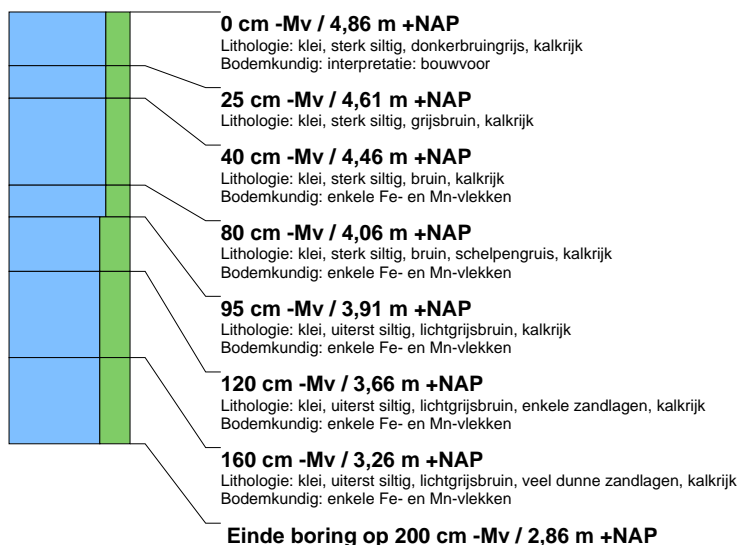 0 cm -Mv / 4,86 m +NAP
Lithologie: klei, sterk siltig, donkerbruingrijs, kalkrijk
Bodemkundig: interpretatie: bouwvoor
25 cm -Mv / 4,61 m +NAP
Lithologie: klei, sterk siltig, grijsbruin, kalkrijk
40 cm -Mv / 4,46 m +NAP
Lithologie: klei, sterk siltig, bruin, kalkrijk
Bodemkundig: enkele Fe- en Mn-vlekken
80 cm -Mv / 4,06 m +NAP
Lithologie: klei, sterk siltig, bruin, schelpengruis, kalkrijk
Bodemkundig: enkele Fe- en Mn-vlekken
95 cm -Mv / 3,91 m +NAP
Lithologie: klei, uiterst siltig, lichtgrijsbruin, kalkrijk
Bodemkundig: enkele Fe- en Mn-vlekken
120 cm -Mv / 3,66 m +NAP
Lithologie: klei, uiterst siltig, lichtgrijsbruin, enkele zandlagen, kalkrijk
Bodemkundig: enkele Fe- en Mn-vlekken
160 cm -Mv / 3,26 m +NAP
Lithologie: klei, uiterst siltig, lichtgrijsbruin, veel dunne zandlagen, kalkrijk
Bodemkundig: enkele Fe- en Mn-vlekken
Einde boring op 200 cm -Mv / 2,86 m +NAP